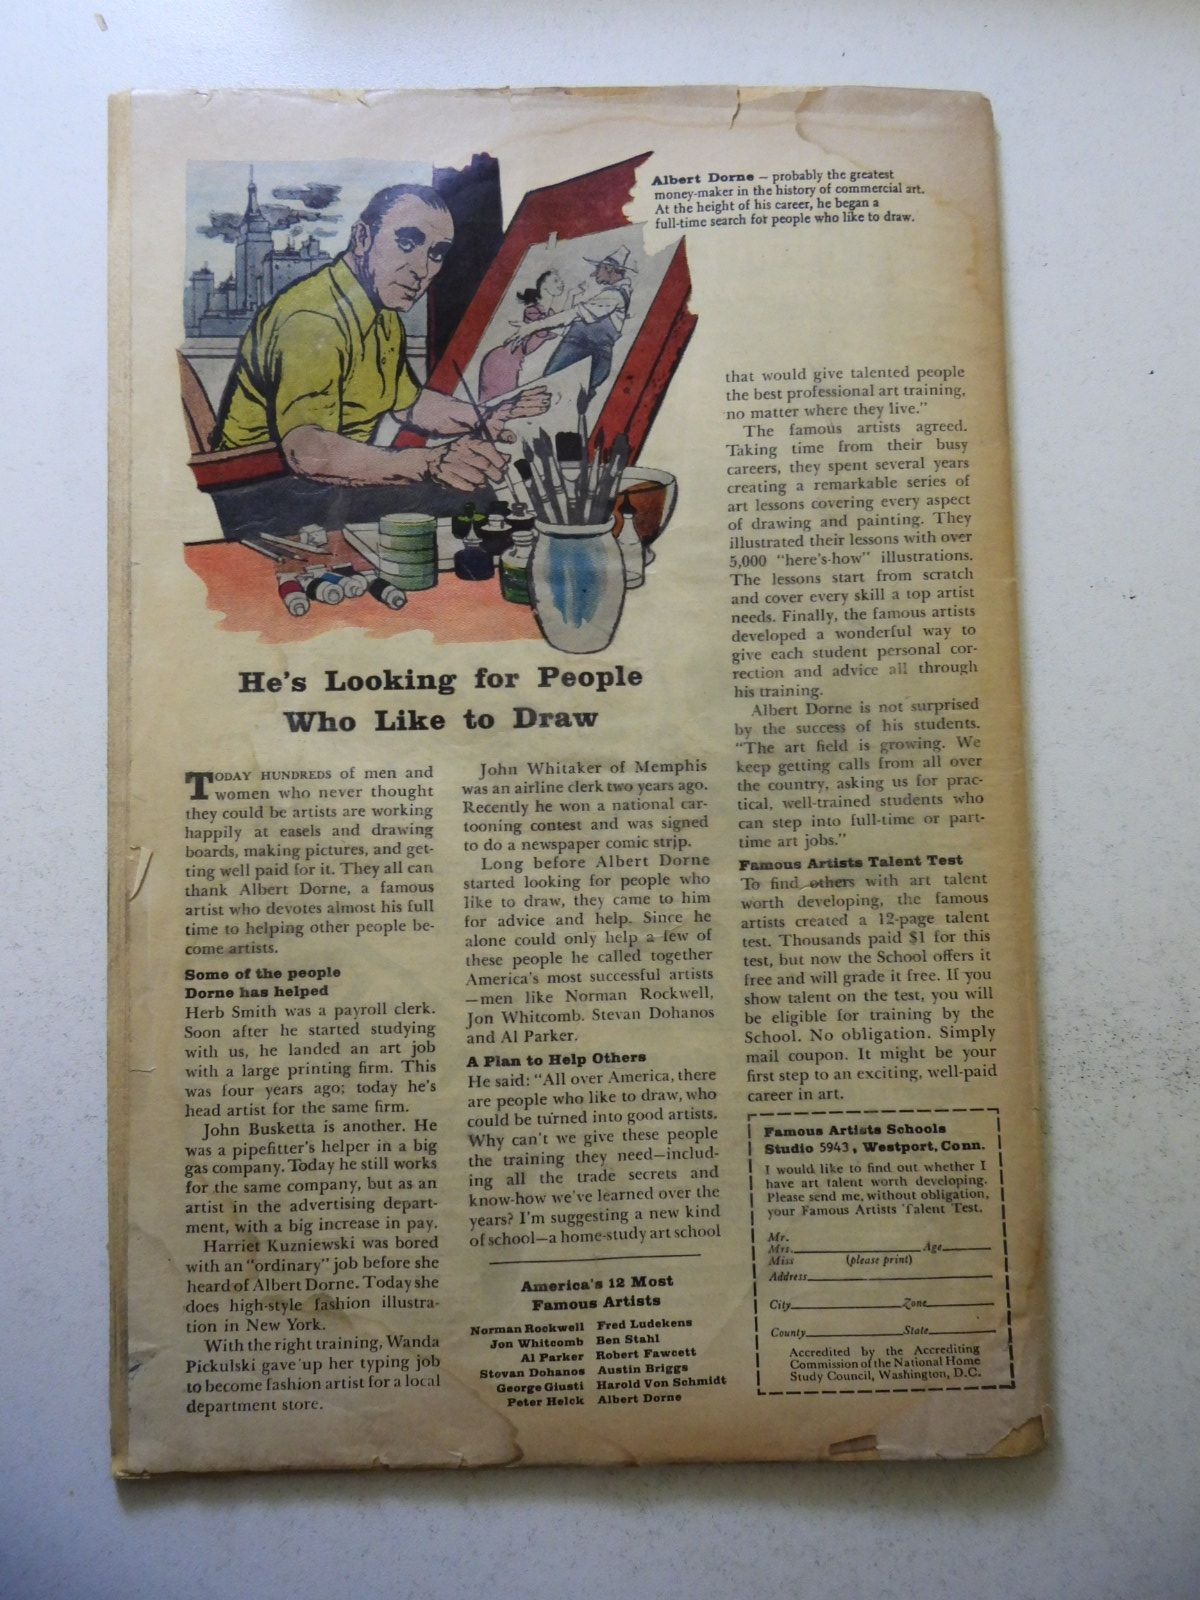 Albert Dorne – probably the greatest
money-maker in the history of commercial art.
At the height of his career, he began a
full-time search for people who like to draw.
He's Looking for People
Who Like to Draw
TODAY HUNDREDS of men and
women who never thought
they could be artists are working
happily at easels and drawing
boards, making pictures, and get-
ting well paid for it. They all can
thank Albert Dorne, a famous
artist who devotes almost his full
time to helping other people be-
come artists.
Some of the people
Dorne has helped
Herb Smith was a payroll clerk.
Soon after he started studying
with us, he landed an art job
with a large printing firm. This
was four years ago; today he's
head artist for the same firm.
John Busketta is another. He
was a pipefitter's helper in a big
gas company. Today he still works
for the same company, but as an
artist in the advertising depart-
ment, with a big increase in pay.
Harriet Kuzniewski was bored
with an "ordinary" job before she
heard of Albert Dorne. Today she
does high-style fashion illustra-
tion in New York.
With the right training, Wanda
Pickulski gave up her typing job
to become fashion artist for a local
department store.
John Whitaker of Memphis
was an airline clerk two years ago.
Recently he won a national car-
tooning contest and was signed
to do a newspaper comic strip.
Long before Albert Dorne
started looking for people who
like to draw, they came to him
for advice and help. Since he
alone could only help a few of
these people he called together
America's most successful artists
—men like Norman Rockwell,
Jon Whitcomb. Stevan Dohanos
and Al Parker.
A Plan to Help Others
He said: "All over America, there
are people who like to draw, who
could be turned into good artists.
Why can't we give these people
the training they need—includ-
ing all the trade secrets and
know-how we've learned over the
years? I'm suggesting a new kind
of school—a home-study art school
America's 12 Most
Famous Artists
Norman Rockwell Fred Ludekens
Jon Whitcomb Ben Stahl
Al Parker Robert Fawcett
Stevan Dohanos Austin Briggs
George Giusti Harold Von Schmidt
Peter Helck Albert Dorne
that would give talented people
the best professional art training,
no matter where they live."
The famous artists agreed.
Taking time from their busy
careers, they spent several years
creating a remarkable series of
art lessons covering every aspect
of drawing and painting. They
illustrated their lessons with over
5,000 "here's-how" illustrations.
The lessons start from scratch
and cover every skill a top artist
needs. Finally, the famous artists
developed a wonderful way to
give each student personal cor-
rection and advice all through
his training.
Albert Dorne is not surprised
by the success of his students.
"The art field is growing. We
keep getting calls from all over
the country, asking us for prac-
tical, well-trained students who
can step into full-time or part-
time art jobs."
Famous Artists Talent Test
To find others with art talent
worth developing, the famous
artists created a 12-page talent
test. Thousands paid $1 for this
test, but now the School offers it
free and will grade it free. If you
show talent on the test, you will
be eligible for training by the
School. No obligation. Simply
mail coupon. It might be your
first step to an exciting, well-paid
career in art.
Famous Artists Schools
Studio 5943, Westport, Conn.
I would like to find out whether I
have art talent worth developing.
Please send me, without obligation,
your Famous Artists Talent Test.
Mr.
Mrs. Age
Miss (please print)
Address
City Zone
County State
Accredited by the Accrediting
Commission of the National Home
Study Council, Washington, D.C.